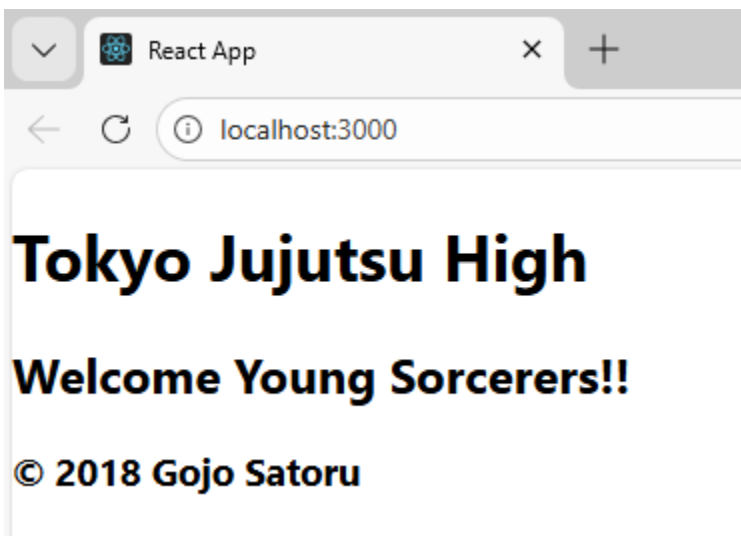 React App
localhost:3000
Tokyo Jujutsu High
Welcome Young Sorcerers!!
© 2018 Gojo Satoru